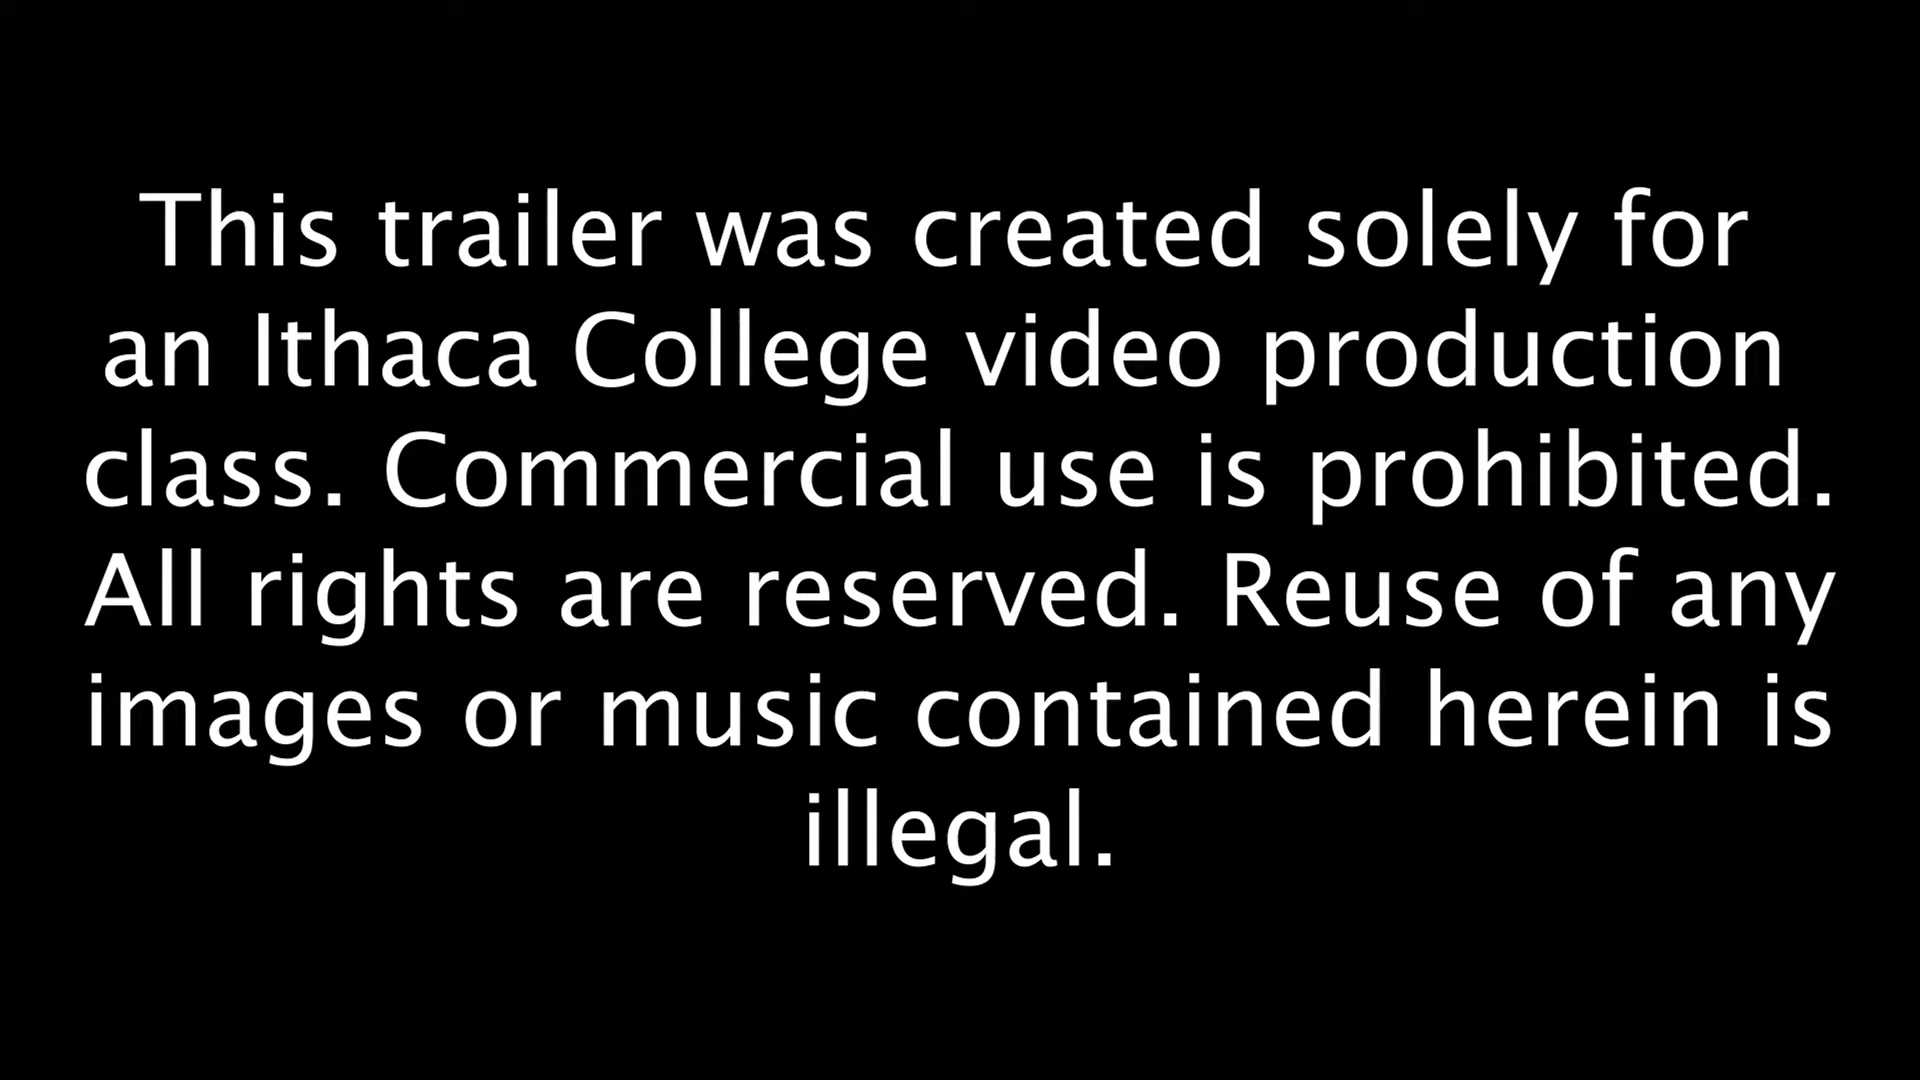 This trailer was created solely for
an Ithaca College video production
class. Commercial use is prohibited.
All rights are reserved. Reuse of any
images or music contained herein is
illegal.